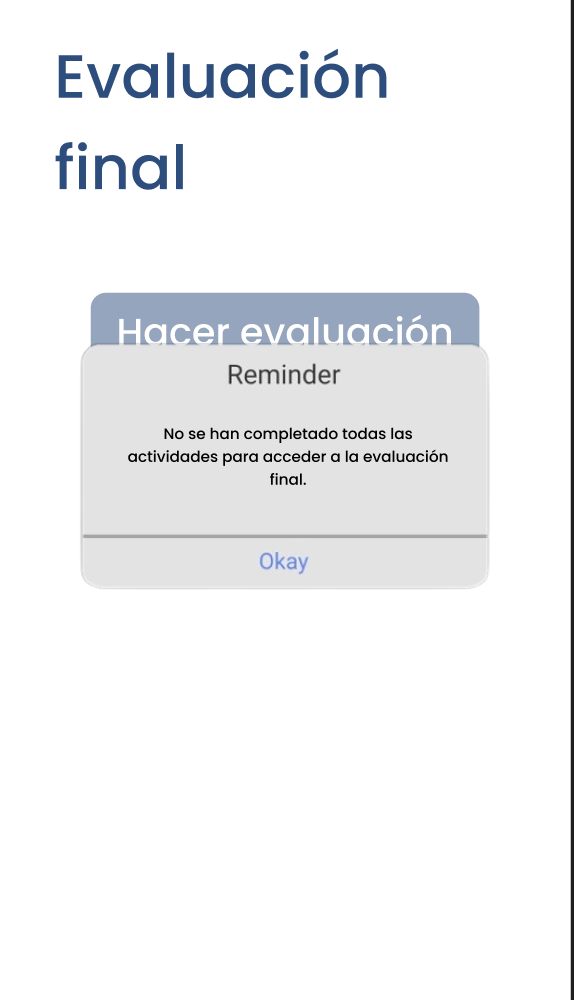 Evaluación
final
Hacer evaluación
Reminder
No se han completado todas las
actividades para acceder a la evaluación
final.
Okay